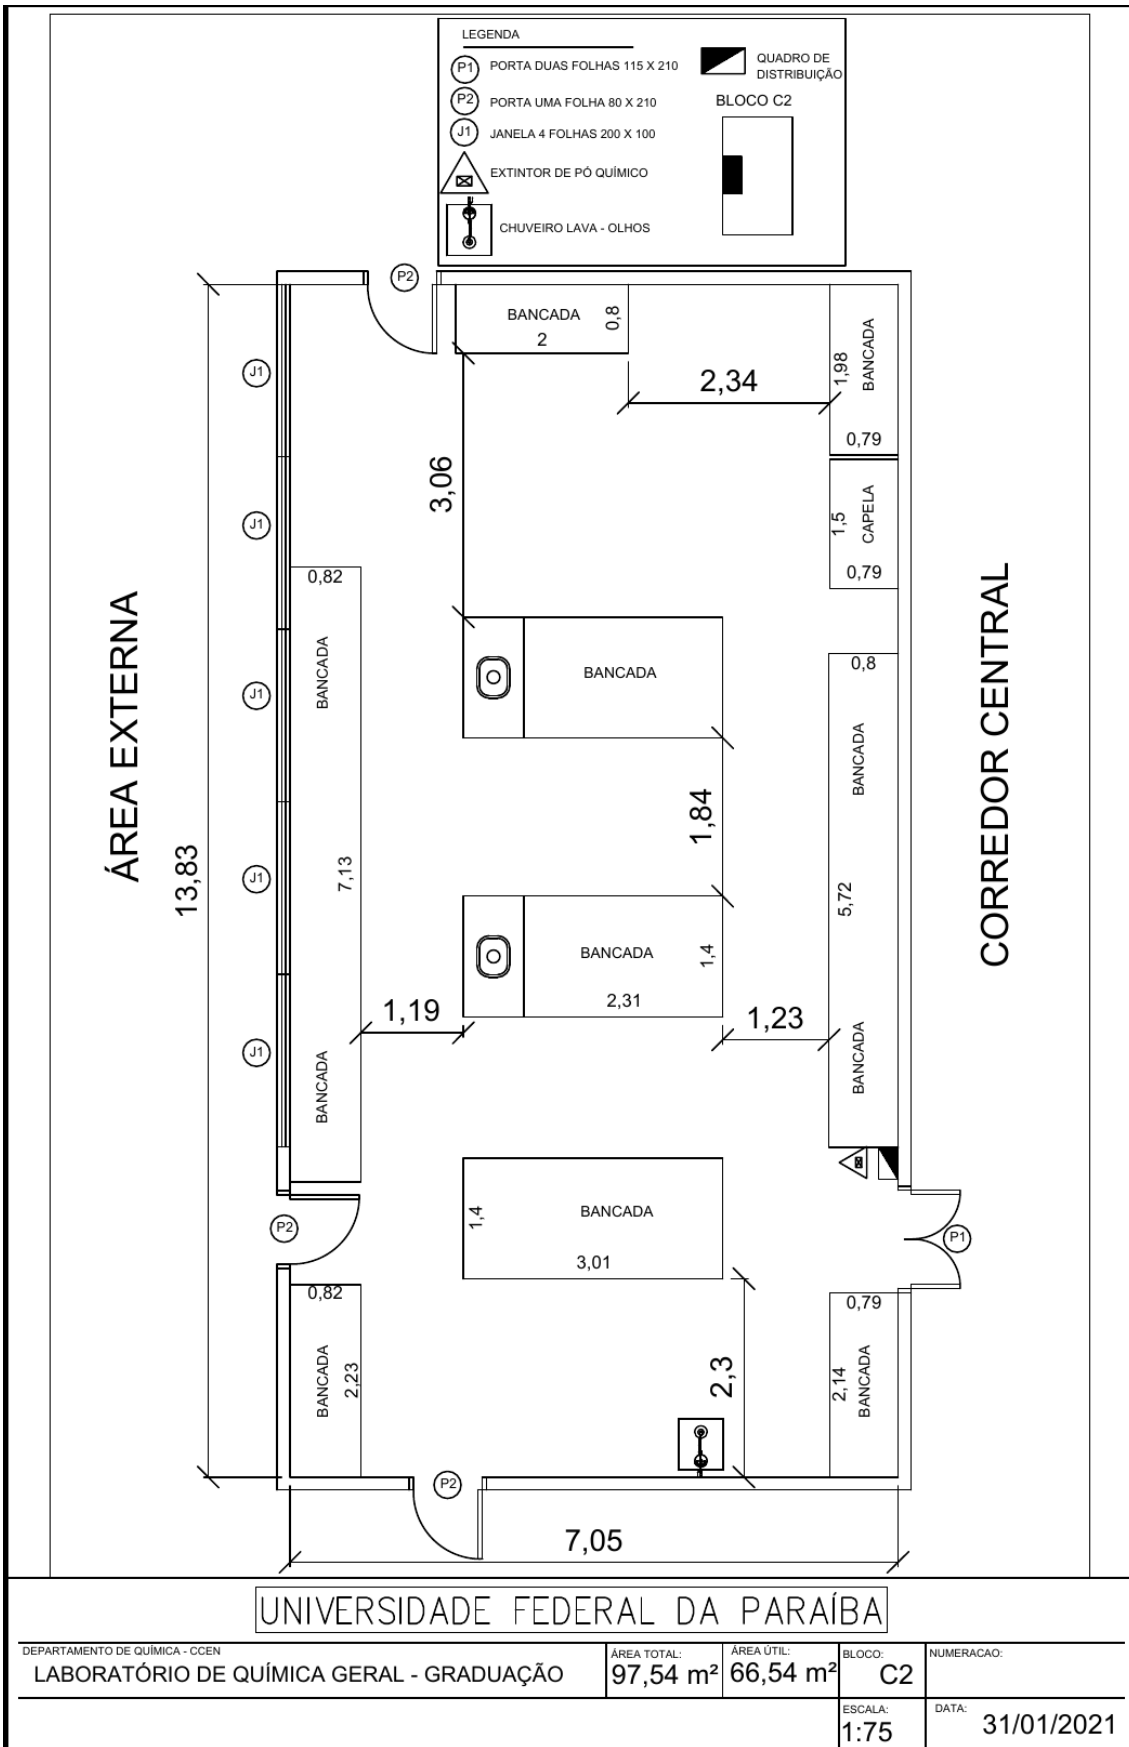 LEGENDA
P1 PORTA DUAS FOLHAS 115 X 210
P2 PORTA UMA FOLHA 80 X 210
J1 JANELA 4 FOLHAS 200 X 100
EXTINTOR DE PÓ QUÍMICO
CHUVEIRO LAVA - OLHOS
QUADRO DE
DISTRIBUIÇÃO
BLOCO C2
P2
BANCADA
2
0,8
2,34
1,98
BANCADA
0,79
J1
3,06
J1
1,5
CAPELA
0,79
0,82
BANCADA
BANCADA
0,8
BANCADA
J1
ÁREA EXTERNA
CORREDOR CENTRAL
13,83
1,84
7,13
J1
5,72
BANCADA
1,4
2,31
1,19
1,23
J1
BANCADA
BANCADA
1,4
BANCADA
3,01
P2
P1
0,82
BANCADA
2,23
2,3
0,79
2,14
BANCADA
P2
7,05
UNIVERSIDADE FEDERAL DA PARAÍBA
DEPARTAMENTO DE QUÍMICA - CCEN
LABORATÓRIO DE QUÍMICA GERAL - GRADUAÇÃO
ÁREA TOTAL:
97,54 m²
ÁREA ÚTIL:
66,54 m²
BLOCO:
C2
NUMERACAO:
ESCALA:
1:75
DATA:
31/01/2021